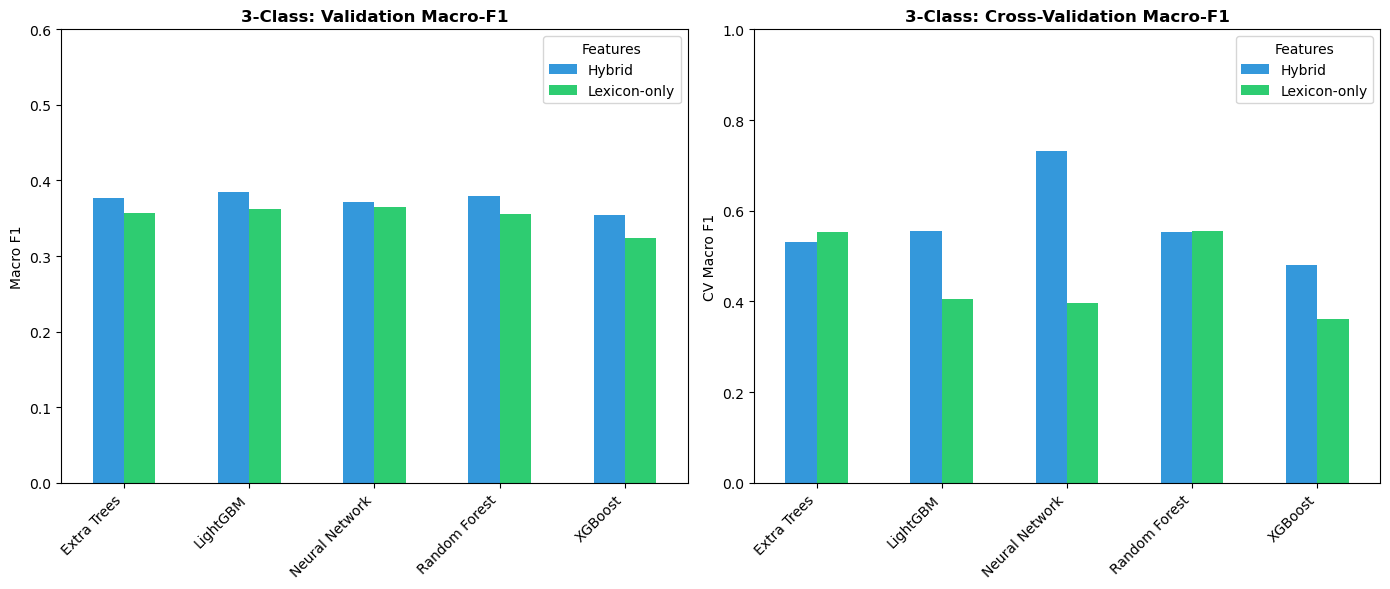 3-Class: Validation Macro-F1
Macro F1
0.6
0.5
0.4
0.3
0.2
0.1
0.0
Features
Hybrid
Lexicon-only
Extra Trees
LightGBM
Neural Network
Random Forest
XGBoost
3-Class: Cross-Validation Macro-F1
CV Macro F1
1.0
0.8
0.6
0.4
0.2
0.0
Features
Hybrid
Lexicon-only
Extra Trees
LightGBM
Neural Network
Random Forest
XGBoost